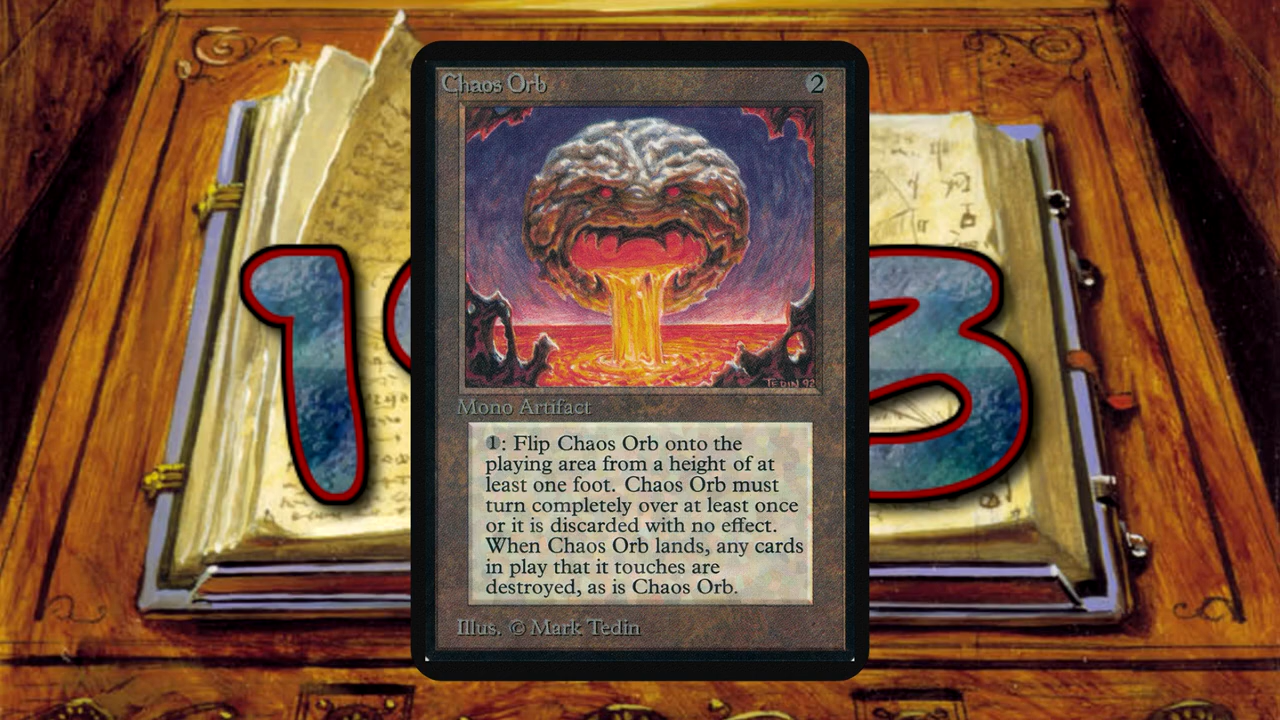 Chaos Orb 2
TEDIN 92
Mono Artifact
1: Flip Chaos Orb onto the
playing area from a height of at
least one foot. Chaos Orb must
turn completely over at least once
or it is discarded with no effect.
When Chaos Orb lands, any cards
in play that it touches are
destroyed, as is Chaos Orb.
Illus. © Mark Tedin
1
3